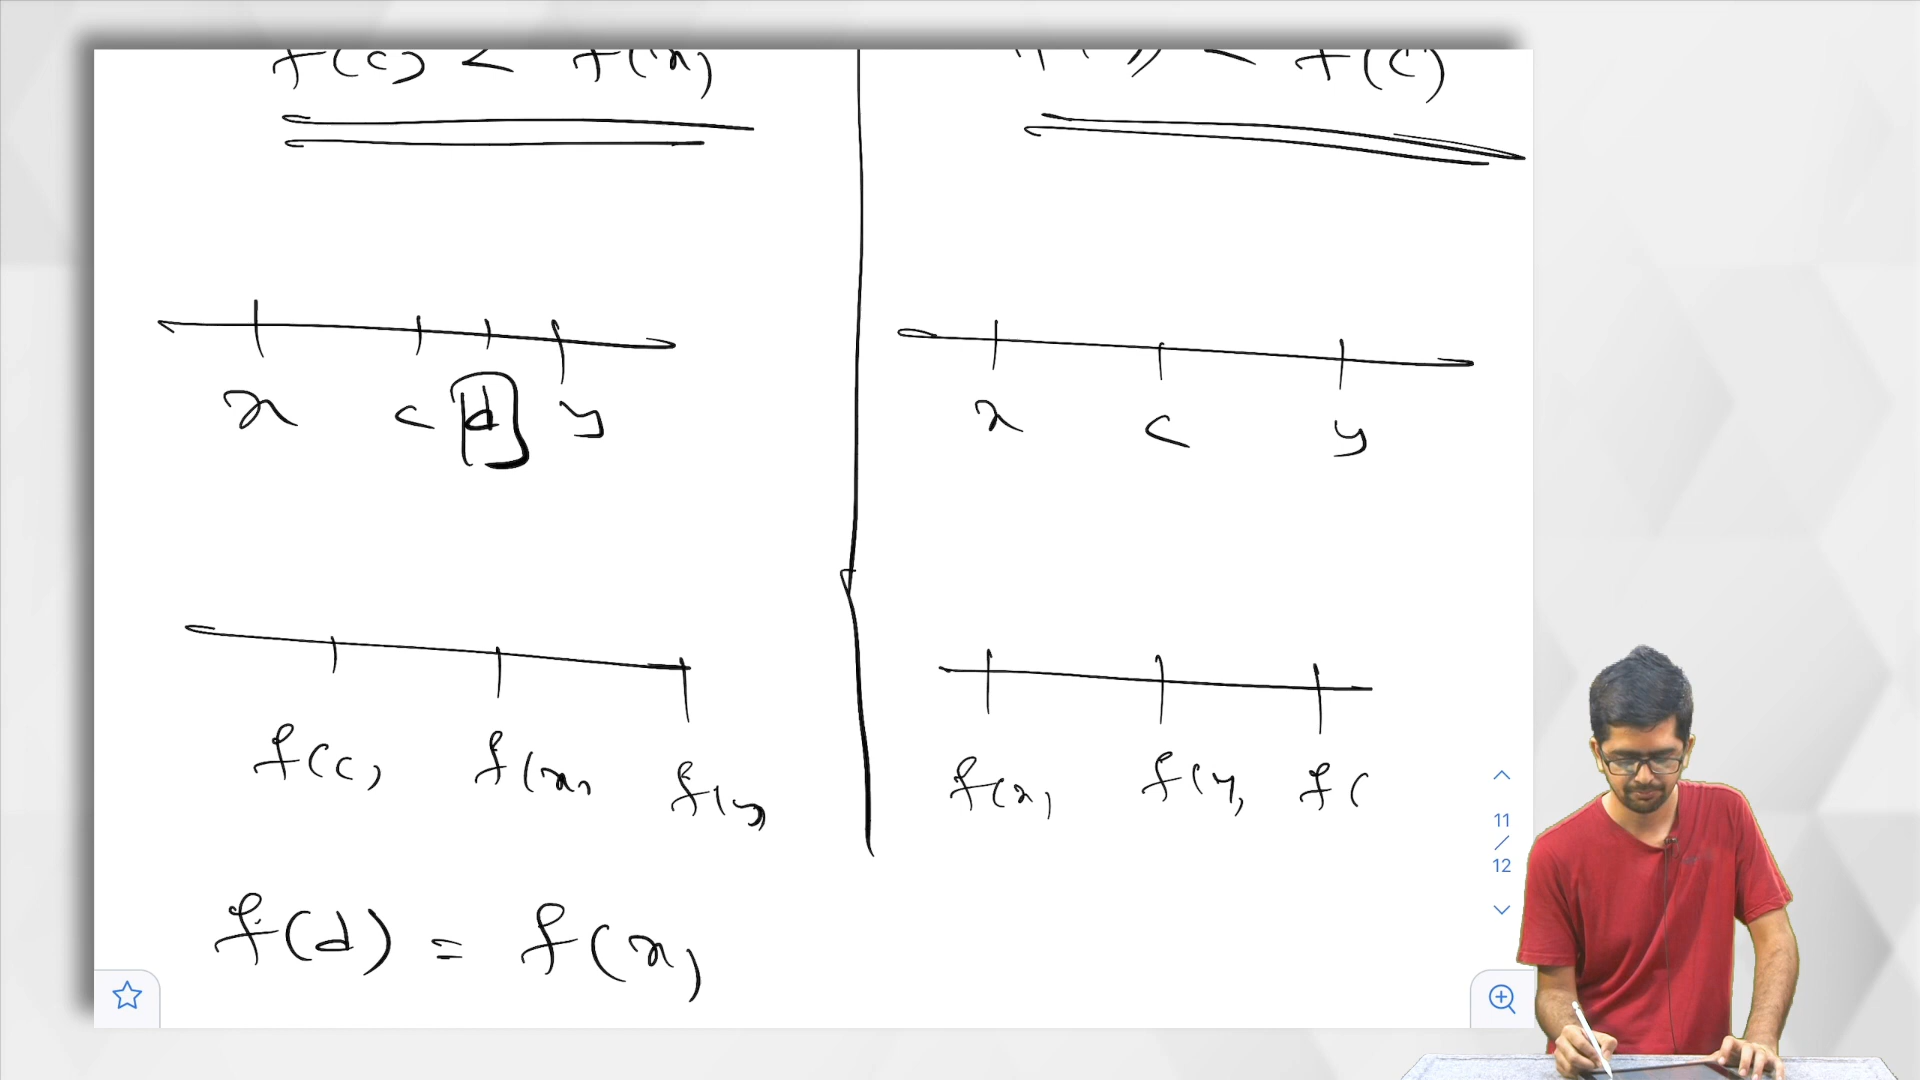 f(c) < f(x)
f(c)
x c d y
x c y
f(c) f(x) f(y)
f(x) f(y) f(
f(d) = f(x)
11
/
12